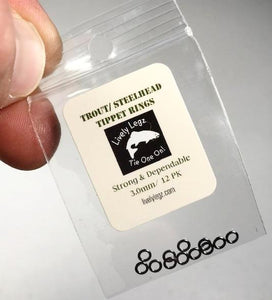 TROUT/ STEELHEAD
TIPPET RINGS
Lively Legz
Tie One On!
Strong & Dependable
3.0mm/ 12 PK
livelylegz.com